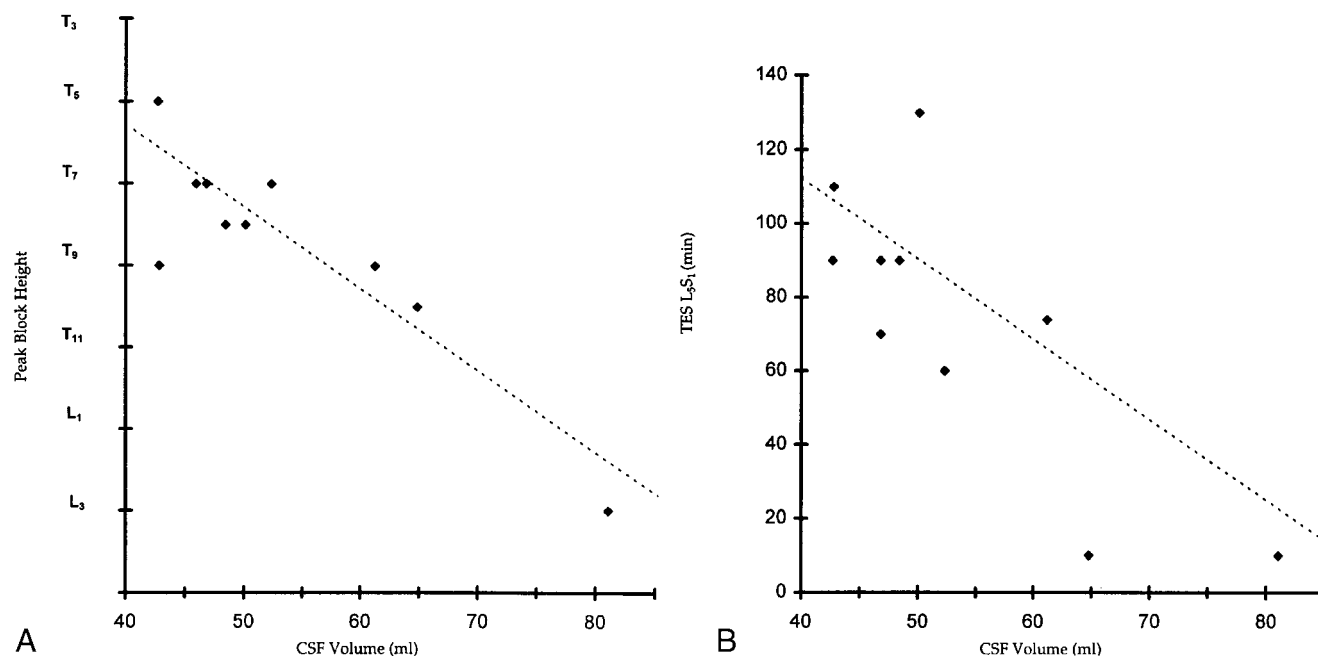 T3
T5
T7
T9
T11
L1
L3
Peak Block Height
40 50 60 70 80
CSF Volume (ml)
A
140
120
100
80
60
40
20
0
TES L5S1 (min)
40 50 60 70 80
CSF Volume (ml)
B